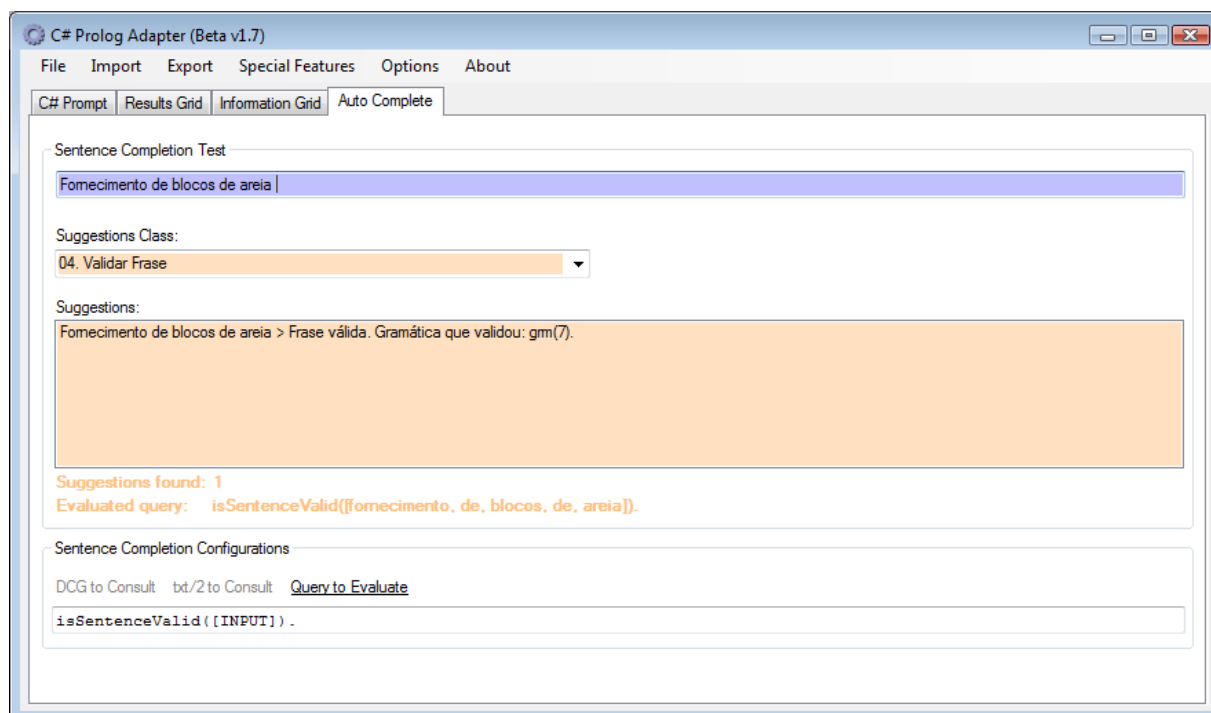 C# Prolog Adapter (Beta v1.7)
File Import Export Special Features Options About
C# Prompt Results Grid Information Grid Auto Complete
Sentence Completion Test
Fornecimento de blocos de areia
Suggestions Class:
04. Validar Frase
Suggestions:
Fornecimento de blocos de areia > Frase válida. Gramática que validou: grm(7).
Suggestions found: 1
Evaluated query: isSentenceValid([fornecimento, de, blocos, de, areia]).
Sentence Completion Configurations
DCG to Consult txt/2 to Consult Query to Evaluate
isSentenceValid([INPUT]).